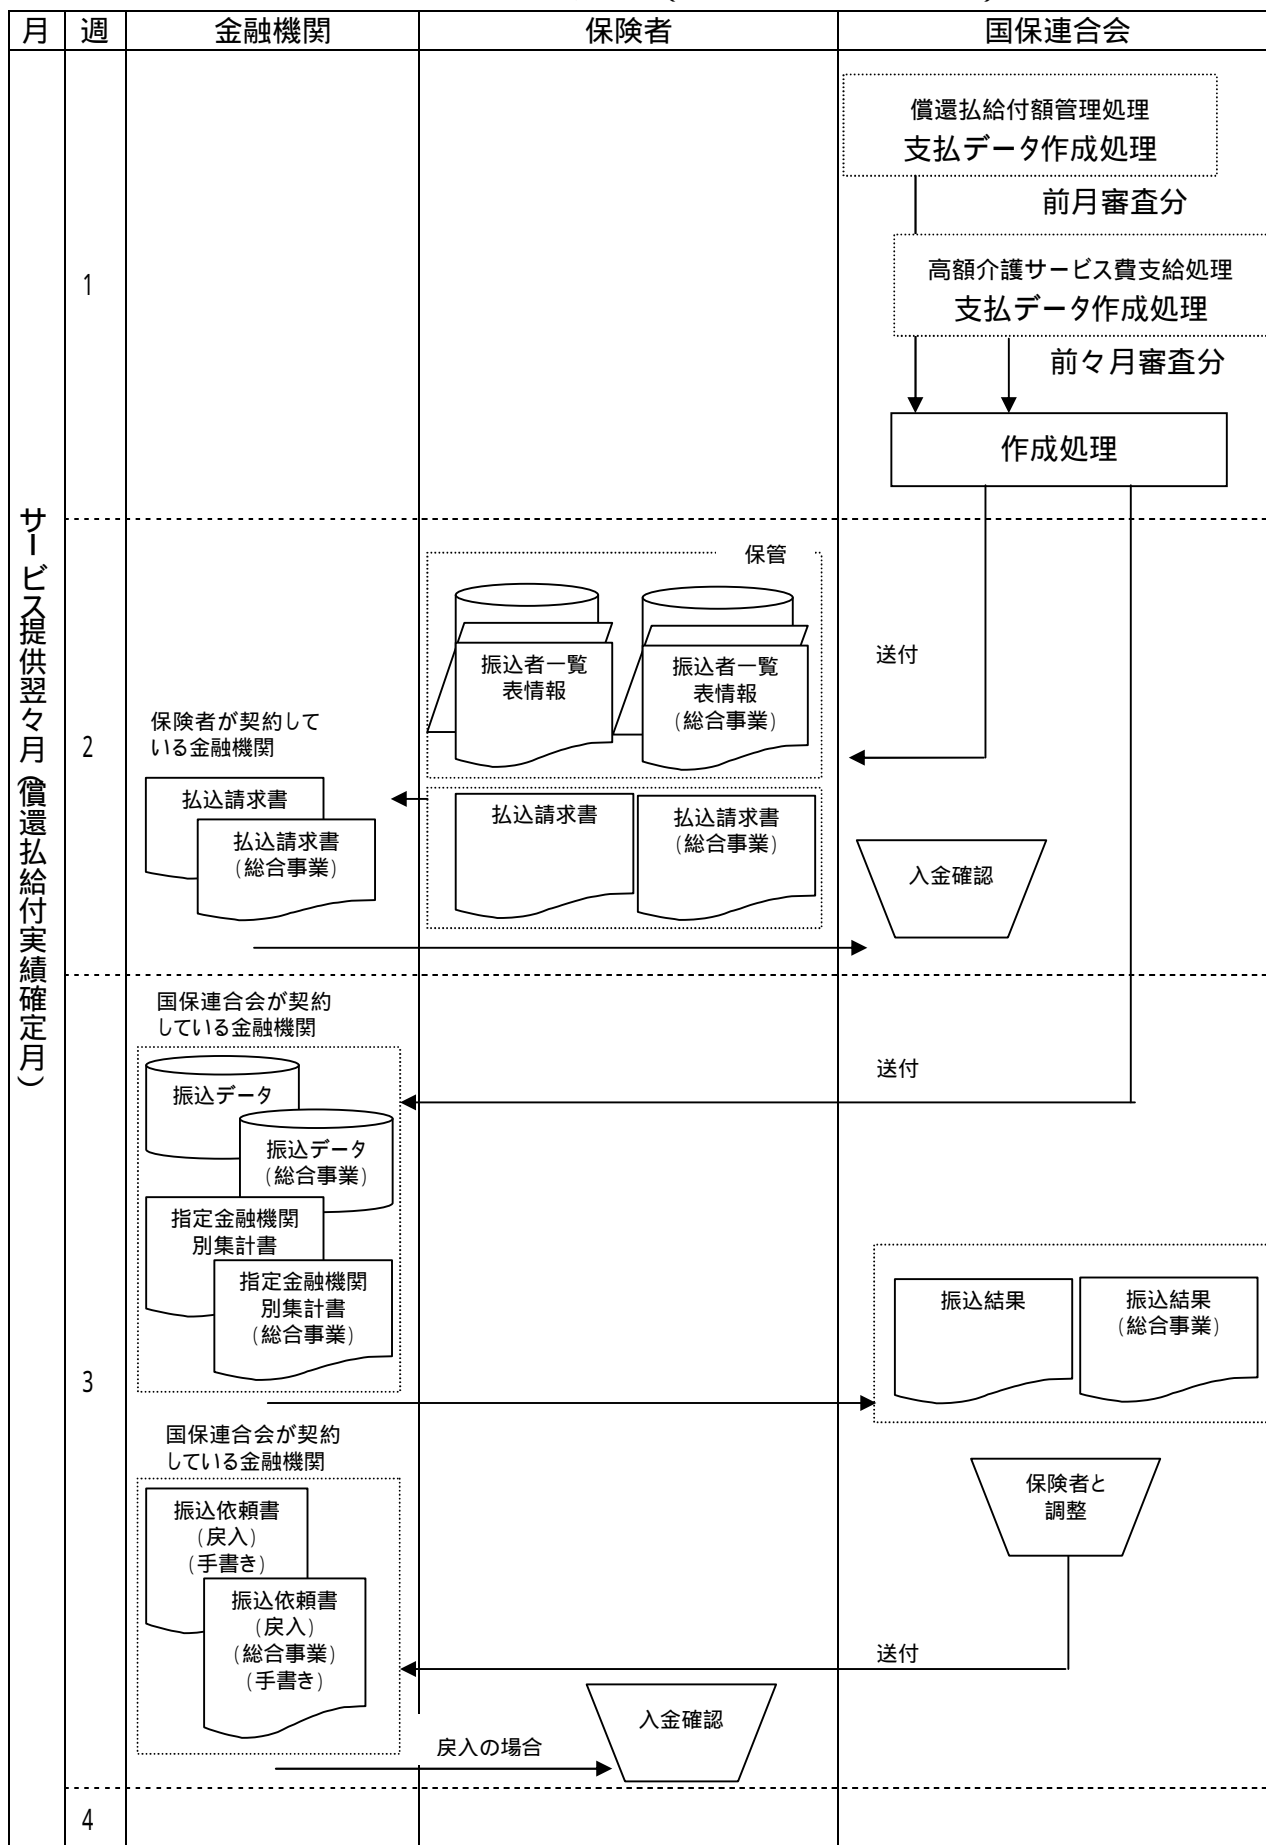 月
週
金融機関
保険者
国保連合会
サービス提供翌々月(償還払給付実績確定月)
1
償還払給付額管理処理
支払データ作成処理
前月審査分
高額介護サービス費支給処理
支払データ作成処理
前々月審査分
作成処理
2
保険者が契約して
いる金融機関
払込請求書
払込請求書
(総合事業)
保管
振込者一覧
表情報
振込者一覧
表情報
(総合事業)
払込請求書
払込請求書
(総合事業)
送付
入金確認
3
国保連合会が契約
している金融機関
振込データ
振込データ
(総合事業)
指定金融機関
別集計書
指定金融機関
別集計書
(総合事業)
送付
振込結果
振込結果
(総合事業)
国保連合会が契約
している金融機関
振込依頼書
(戻入)
(手書き)
振込依頼書
(戻入)
(総合事業)
(手書き)
保険者と
調整
送付
戻入の場合
入金確認
4